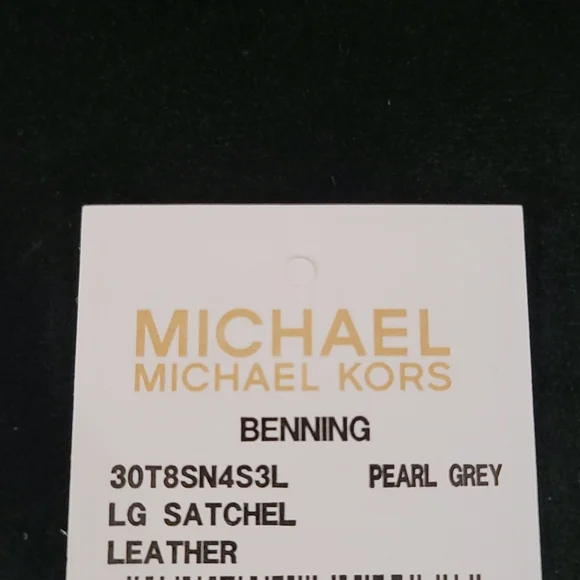 MICHAEL
MICHAEL KORS
BENNING
30T8SN4S3L PEARL GREY
LG SATCHEL
LEATHER